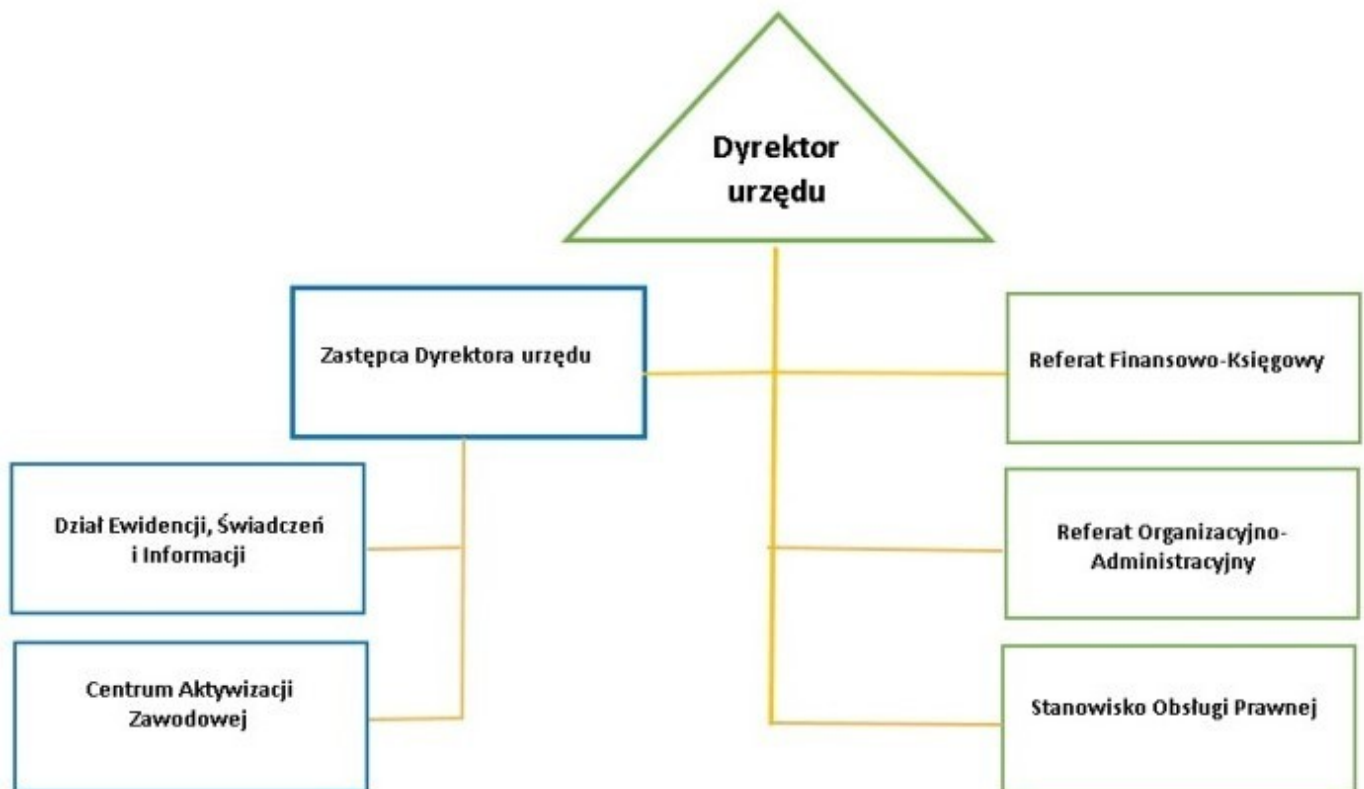 Dyrektor
urzędu
Zastępca Dyrektora urzędu
Referat Finansowo-Księgowy
Dział Ewidencji, Świadczeń
i Informacji
Referat Organizacyjno-
Administracyjny
Centrum Aktywizacji
Zawodowej
Stanowisko Obsługi Prawnej